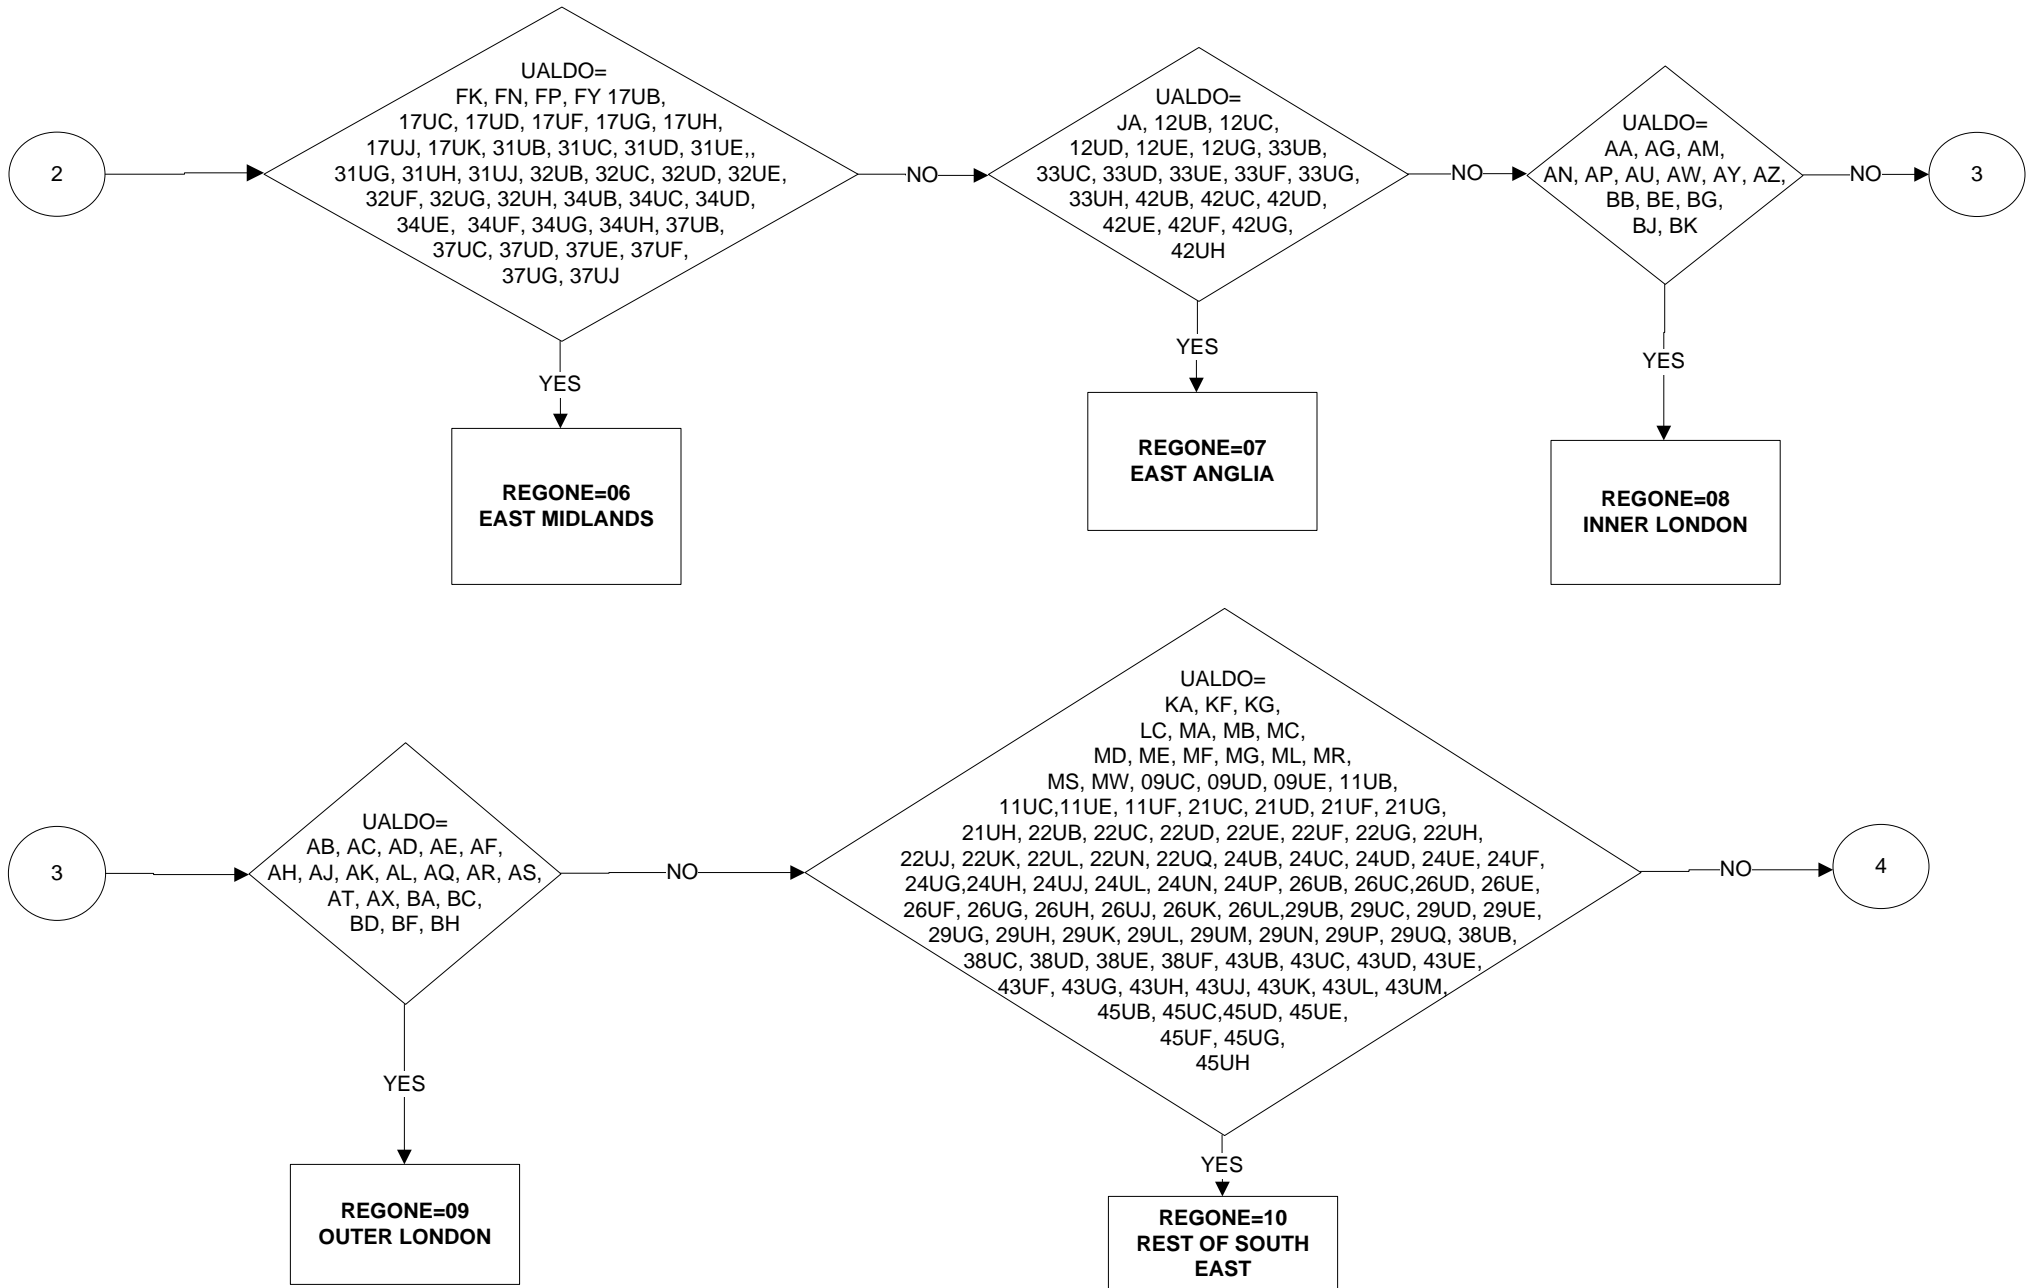 2
UALDO=
FK, FN, FP, FY 17UB,
17UC, 17UD, 17UF, 17UG, 17UH,
17UJ, 17UK, 31UB, 31UC, 31UD, 31UE,,
31UG, 31UH, 31UJ, 32UB, 32UC, 32UD, 32UE,
32UF, 32UG, 32UH, 34UB, 34UC, 34UD,
34UE, 34UF, 34UG, 34UH, 37UB,
37UC, 37UD, 37UE, 37UF,
37UG, 37UJ
NO
YES
REGONE=06
EAST MIDLANDS
UALDO=
JA, 12UB, 12UC,
12UD, 12UE, 12UG, 33UB,
33UC, 33UD, 33UE, 33UF, 33UG,
33UH, 42UB, 42UC, 42UD,
42UE, 42UF, 42UG,
42UH
NO
YES
REGONE=07
EAST ANGLIA
UALDO=
AA, AG, AM,
AN, AP, AU, AW, AY, AZ,
BB, BE, BG,
BJ, BK
NO
3
YES
REGONE=08
INNER LONDON
3
UALDO=
AB, AC, AD, AE, AF,
AH, AJ, AK, AL, AQ, AR, AS,
AT, AX, BA, BC,
BD, BF, BH
NO
YES
REGONE=09
OUTER LONDON
UALDO=
KA, KF, KG,
LC, MA, MB, MC,
MD, ME, MF, MG, ML, MR,
MS, MW, 09UC, 09UD, 09UE, 11UB,
11UC,11UE, 11UF, 21UC, 21UD, 21UF, 21UG,
21UH, 22UB, 22UC, 22UD, 22UE, 22UF, 22UG, 22UH,
22UJ, 22UK, 22UL, 22UN, 22UQ, 24UB, 24UC, 24UD, 24UE, 24UF,
24UG,24UH, 24UJ, 24UL, 24UN, 24UP, 26UB, 26UC,26UD, 26UE,
26UF, 26UG, 26UH, 26UJ, 26UK, 26UL,29UB, 29UC, 29UD, 29UE,
29UG, 29UH, 29UK, 29UL, 29UM, 29UN, 29UP, 29UQ, 38UB,
38UC, 38UD, 38UE, 38UF, 43UB, 43UC, 43UD, 43UE,
43UF, 43UG, 43UH, 43UJ, 43UK, 43UL, 43UM,
45UB, 45UC,45UD, 45UE,
45UF, 45UG,
45UH
NO
4
YES
REGONE=10
REST OF SOUTH
EAST